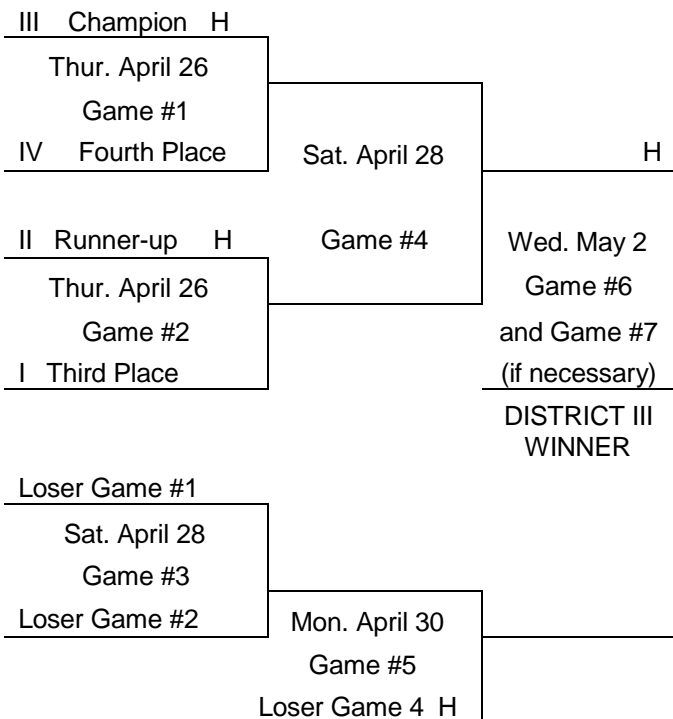 III Champion H
Thur. April 26
Game #1
IV Fourth Place
Sat. April 28
H
II Runner-up H
Game #4
Wed. May 2
Thur. April 26
Game #6
Game #2
and Game #7
I Third Place
(if necessary)
DISTRICT III
WINNER
Loser Game #1
Sat. April 28
Game #3
Loser Game #2
Mon. April 30
Game #5
Loser Game 4 H